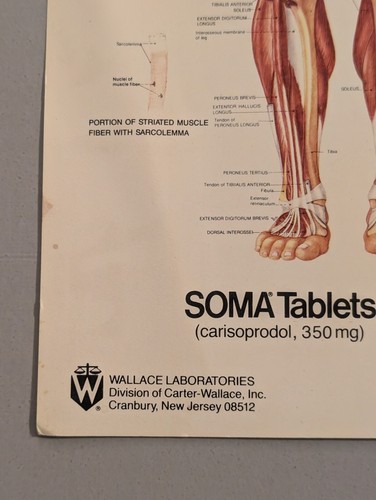 TIBIALIS ANTERIOR
SOLEUS
EXTENSOR DIGITORUM
LONGUS
Interosseous membrane
of leg
Sarcolemma
Nuclei of
muscle fiber
PORTION OF STRIATED MUSCLE
FIBER WITH SARCOLEMMA
SOLEUS
PERONEUS BREVIS
EXTENSOR HALLUCIS
LONGUS
Tendon of
PERONEUS LONGUS
Tibia
PERONEUS TERTIUS
Tendon of TIBIALIS ANTERIOR
Fibula
Extensor
retinaculum
EXTENSOR DIGITORUM BREVIS
DORSAL INTEROSSEI
SOMA® Tablets
(carisoprodol, 350 mg)
W
®
WALLACE LABORATORIES
Division of Carter-Wallace, Inc.
Cranbury, New Jersey 08512